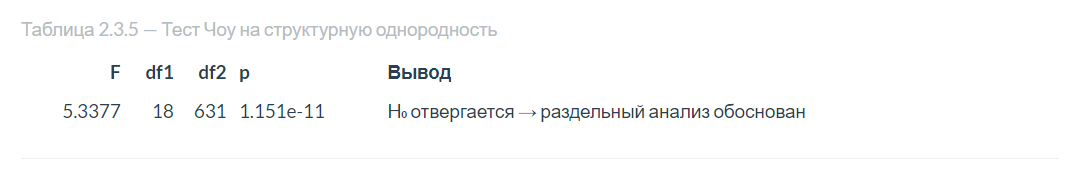 Таблица 2.3.5 — Тест Чоу на структурную однородность
F df1 df2 p Вывод
5.3377 18 631 1.151e-11 H₀ отвергается → раздельный анализ обоснован